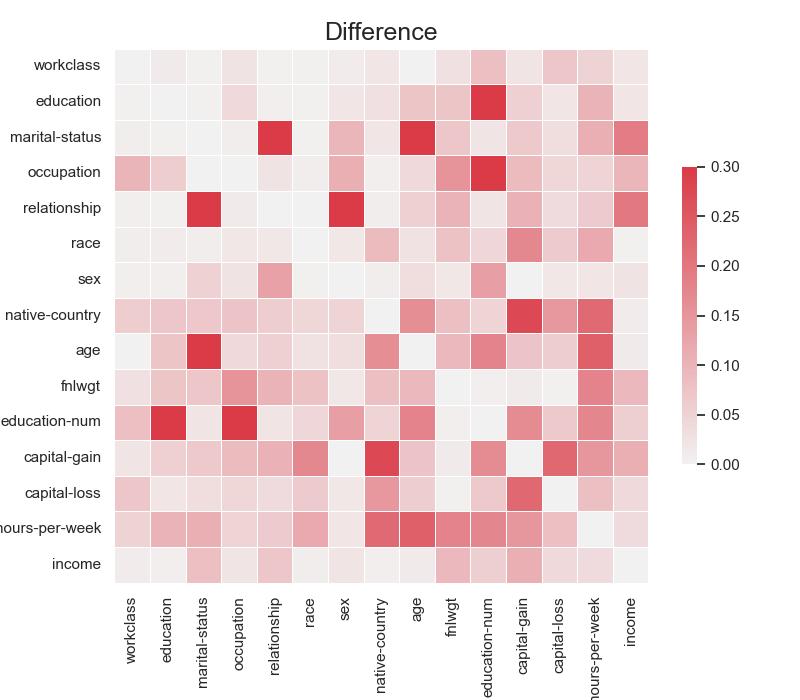 Difference
workclass
education
marital-status
occupation
relationship
race
sex
native-country
age
fnlwgt
education-num
capital-gain
capital-loss
hours-per-week
income
0.30
0.25
0.20
0.15
0.10
0.05
0.00
workclass
education
marital-status
occupation
relationship
race
sex
native-country
age
fnlwgt
education-num
capital-gain
capital-loss
hours-per-week
income